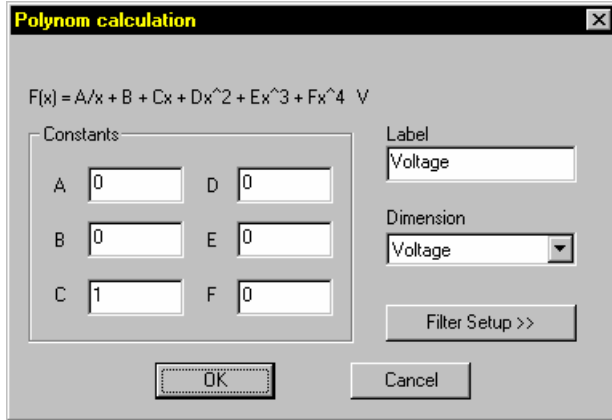 Polynom calculation
F(x) = A/x + B + Cx + Dx^2 + Ex^3 + Fx^4 V
Constants
A 0 D 0
B 0 E 0
C 1 F 0
Label
Voltage
Dimension
Voltage
Filter Setup >>
OK Cancel